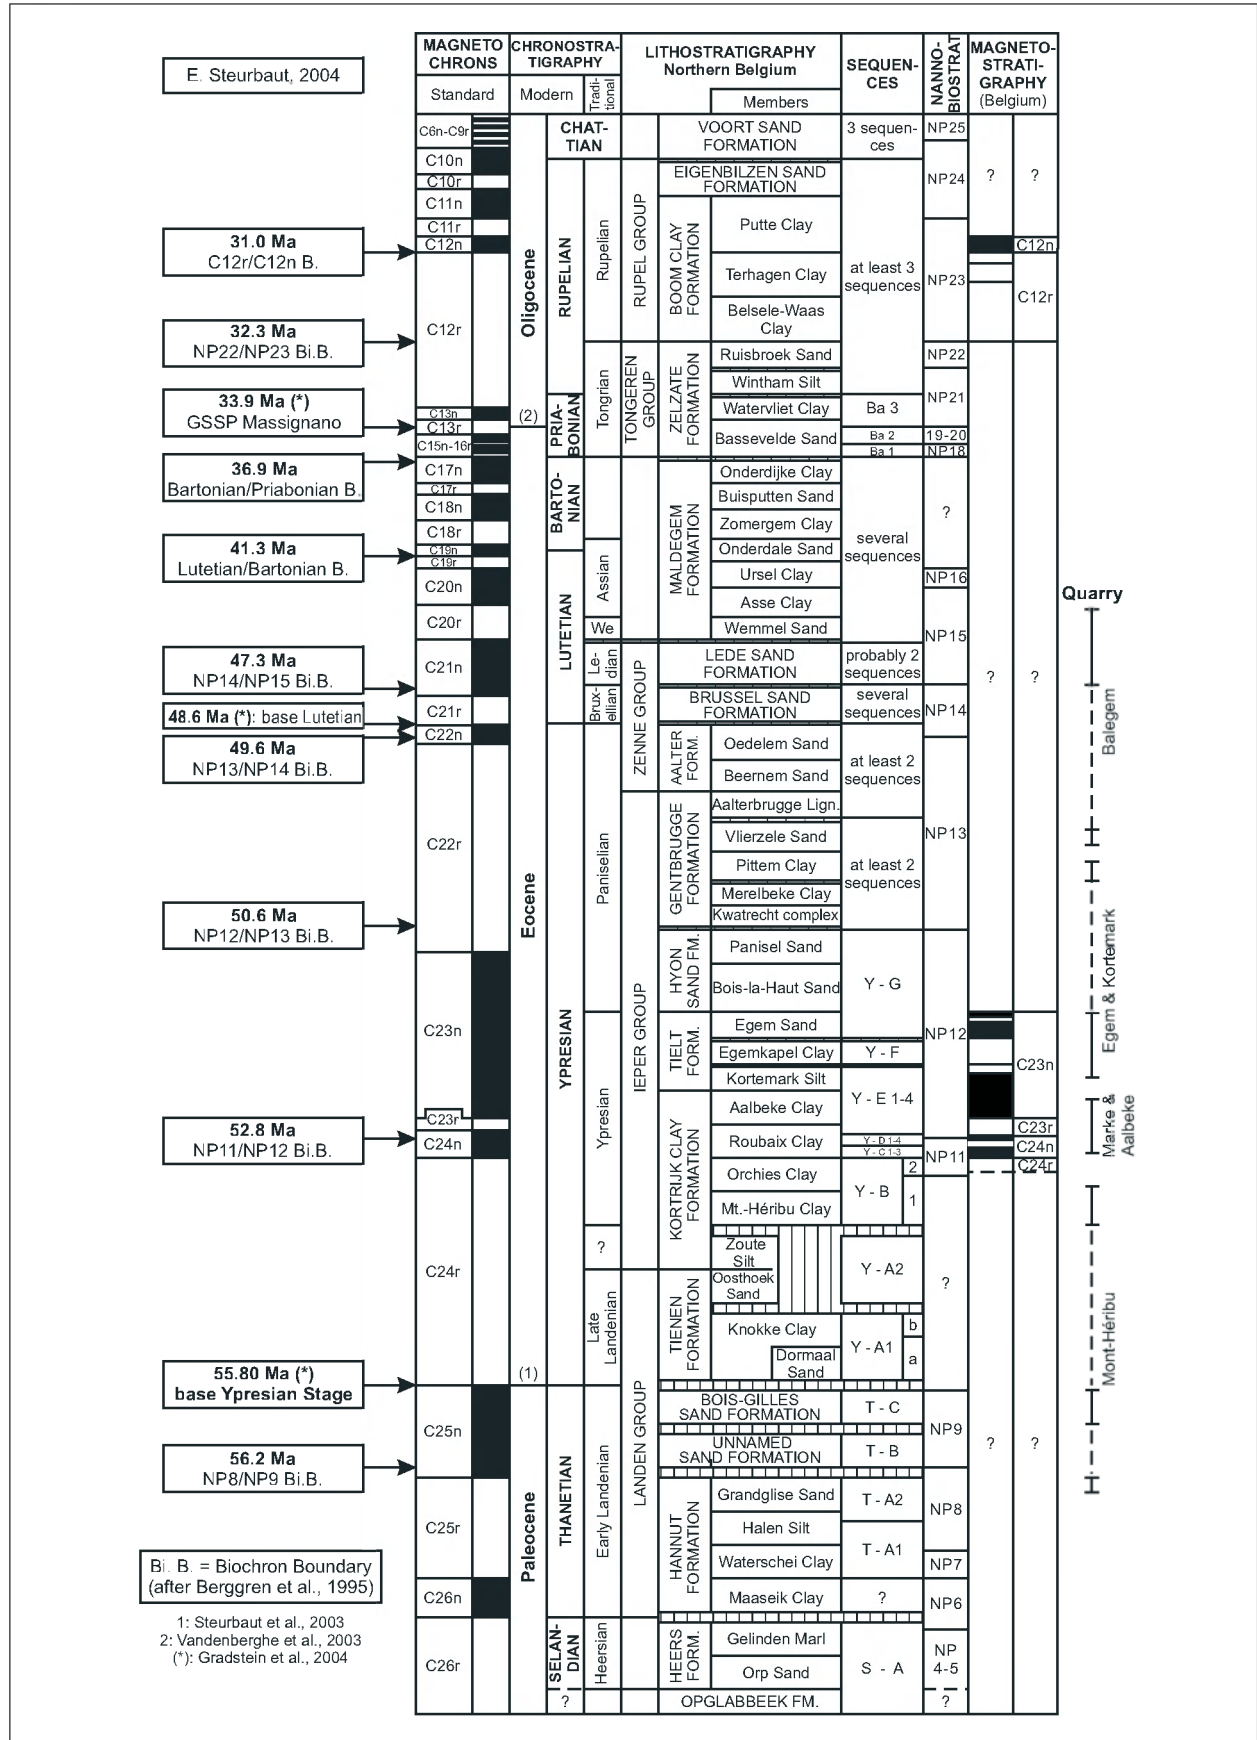 E. Steurbaut, 2004
MAGNETO
CHRONS
Standard
CHRONOSTRA-
TIGRAPHY
Modern
Tradi-
tional
LITHOSTRATIGRAPHY
Northern Belgium
Members
SEQUEN-
CES
NANNO-
BIOSTRAT
MAGNETO-
STRATI-
GRAPHY
(Belgium)
31.0 Ma
C12r/C12n B.
32.3 Ma
NP22/NP23 Bi.B.
33.9 Ma (*)
GSSP Massignano
36.9 Ma
Bartonian/Priabonian B.
41.3 Ma
Lutetian/Bartonian B.
47.3 Ma
NP14/NP15 Bi.B.
48.6 Ma (*): base Lutetian
49.6 Ma
NP13/NP14 Bi.B.
50.6 Ma
NP12/NP13 Bi.B.
52.8 Ma
NP11/NP12 Bi.B.
55.80 Ma (*)
base Ypresian Stage
56.2 Ma
NP8/NP9 Bi.B.
Bi. B. = Biochron Boundary
(after Berggren et al., 1995)
1: Steurbaut et al., 2003
2: Vandenberghe et al., 2003
(*): Gradstein et al., 2004
C6n-C9r
C10n
C10r
C11n
C11r
C12n
C12r
C13n
C13r
C15n-16r
C17n
C17r
C18n
C18r
C19n
C19r
C20n
C20r
C21n
C21r
C22n
C22r
C23n
C23r
C24n
C24r
C25n
C25r
C26n
C26r
Oligocene
(2)
Eocene
(1)
Paleocene
CHAT-
TIAN
RUPELIAN
PRIA-
BONIAN
BARTO-
NIAN
LUTETIAN
YPRESIAN
THANETIAN
SELAN-
DIAN
?
Rupelian
Tongrian
Assian
We
Le-
dian
Brux-
ellian
Paniselian
Ypresian
?
Late
Landenian
Early Landenian
Heersian
RUPEL GROUP
TONGEREN
GROUP
ZENNE GROUP
IEPER GROUP
LANDEN GROUP
VOORT SAND
FORMATION
EIGENBILZEN SAND
FORMATION
BOOM CLAY
FORMATION
Putte Clay
Terhagen Clay
Belsele-Waas
Clay
ZELZATE
FORMATION
Ruisbroek Sand
Wintham Silt
Watervliet Clay
Bassevelde Sand
MALDEGEM
FORMATION
Onderdijke Clay
Buisputten Sand
Zomergem Clay
Onderdale Sand
Ursel Clay
Asse Clay
Wemmel Sand
LEDE SAND
FORMATION
BRUSSEL SAND
FORMATION
AALTER
FORM.
Oedelem Sand
Beernem Sand
GENTBRUGGE
FORMATION
Aalterbrugge Lign.
Vlierzele Sand
Pittem Clay
Merelbeke Clay
Kwatrecht complex
HYON
SAND FM.
Panisel Sand
Bois-la-Haut Sand
TIELT
FORM.
Egem Sand
Egemkapel Clay
Kortemark Silt
KORTRIJK CLAY
FORMATION
Aalbeke Clay
Roubaix Clay
Orchies Clay
Mt.-Héribu Clay
Zoute
Silt
TIENEN
FORMATION
Oosthoek
Sand
Knokke Clay
Dormaal
Sand
BOIS-GILLES
SAND FORMATION
UNNAMED
SAND FORMATION
HANNUT
FORMATION
Grandglise Sand
Halen Silt
Waterschei Clay
Maaseik Clay
HEERS
FORM.
Gelinden Marl
Orp Sand
OPGLABBEEK FM.
3 sequen-
ces
at least 3
sequences
Ba 3
Ba 2
Ba 1
several
sequences
probably 2
sequences
several
sequences
at least 2
sequences
at least 2
sequences
Y - G
Y - F
Y - E 1-4
Y - D 1-4
Y - C 1-3
Y - B
2
1
Y - A2
Y - A1
b
a
T - C
T - B
T - A2
T - A1
?
S - A
NP25
NP24
NP23
NP22
NP21
19-20
NP18
?
NP16
NP15
NP14
NP13
NP12
NP11
?
NP9
NP8
NP7
NP6
NP
4-5
?
?
?
C12n
C12r
?
?
C23n
C23r
C24n
C24r
?
?
Quarry
Balegem
Egem & Kortemark
Marke &
Aalbeke
Mont-Héribu